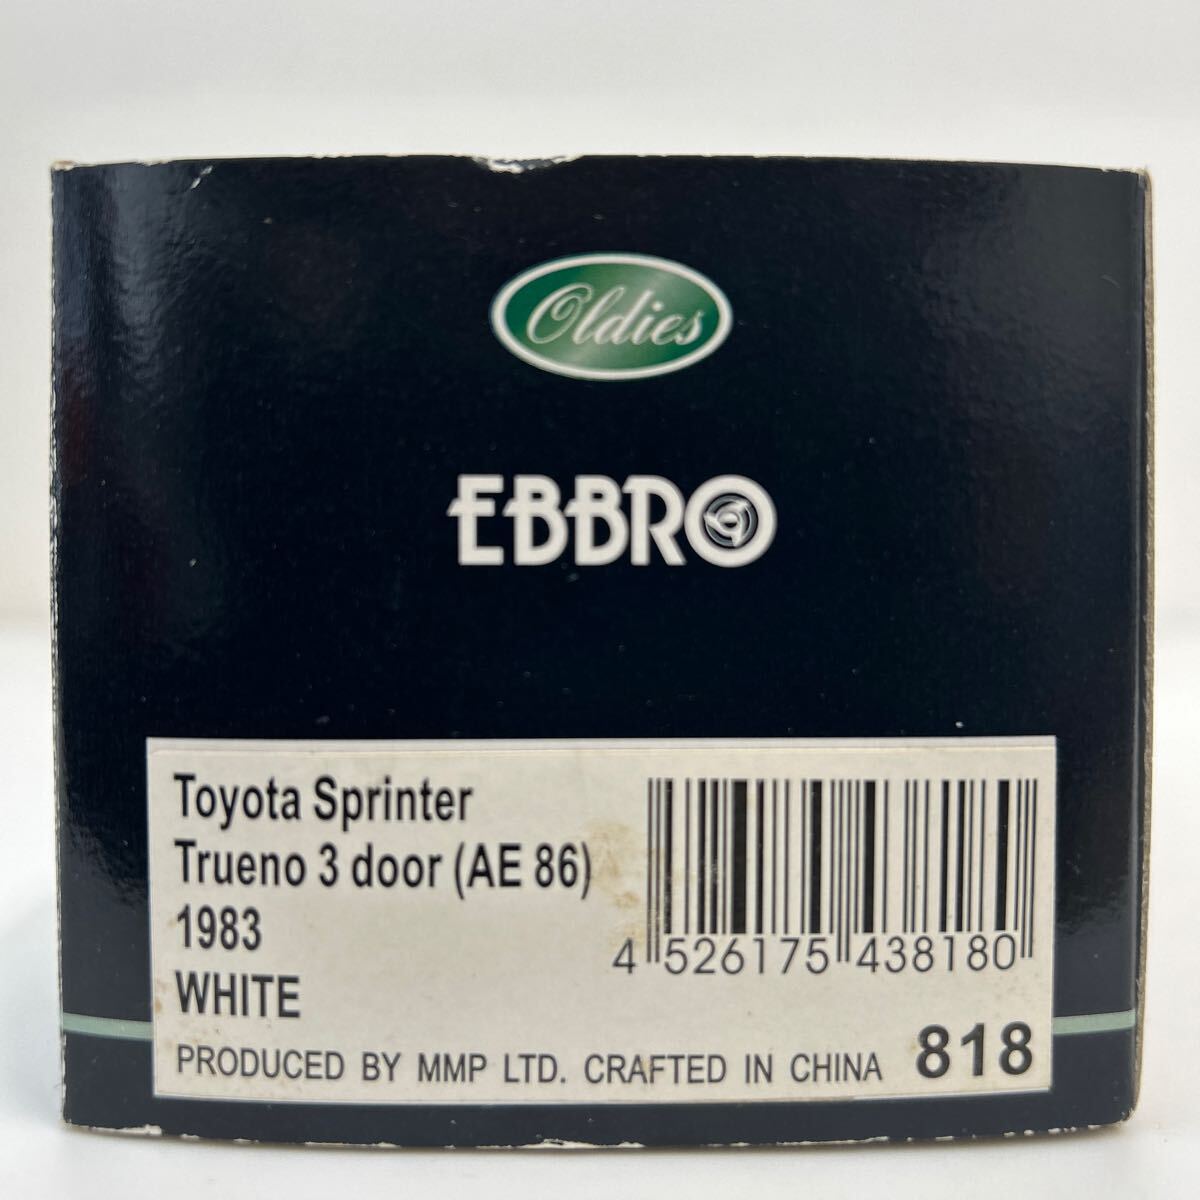 Oldies
EBBRO
Toyota Sprinter
Trueno 3 door (AE 86)
1983
WHITE
4 526175 438180
PRODUCED BY MMP LTD. CRAFTED IN CHINA 818